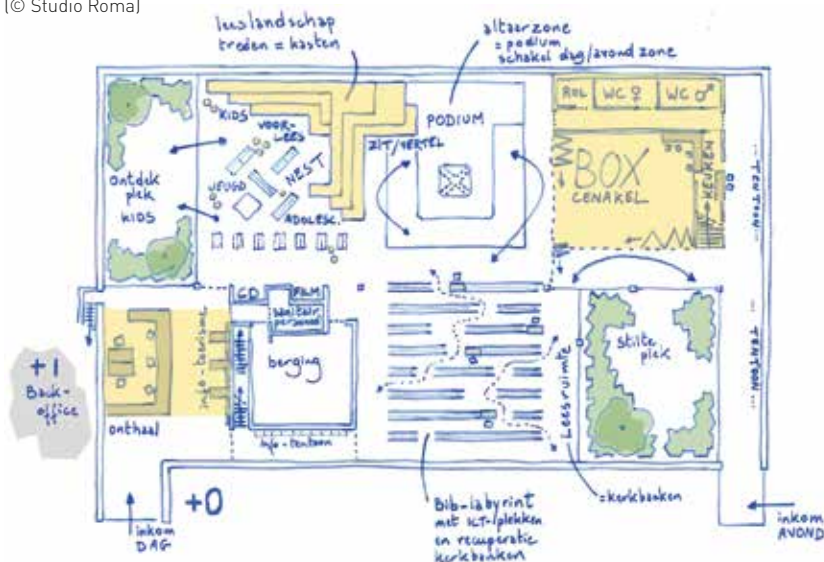 (© Studio Roma)
leeslandschap
treden = kasten
altaarzone
= podium
schakel dag/avond zone
KIDS
VOOR-
LEES
NEST
JEUGD
ADOLESC.
ZIT/VERTEL
PODIUM
ROL
WC ♀
WC ♂
BOX
CENAKEL
KEUKEN
... TENTOON ...
... TENTOON ...
ontdek
plek
KIDS
CD
FILM
Sanitair
personeel
berging
info-toerisme
info-tentoon
onthaal
+1
Back-
office
Leesruimte
Stilte
plek
+0
inkom
DAG
Bib-labyrint
met ICT-plekken
en recuperatie
kerkbanken
= kerkbanken
inkom
AVOND